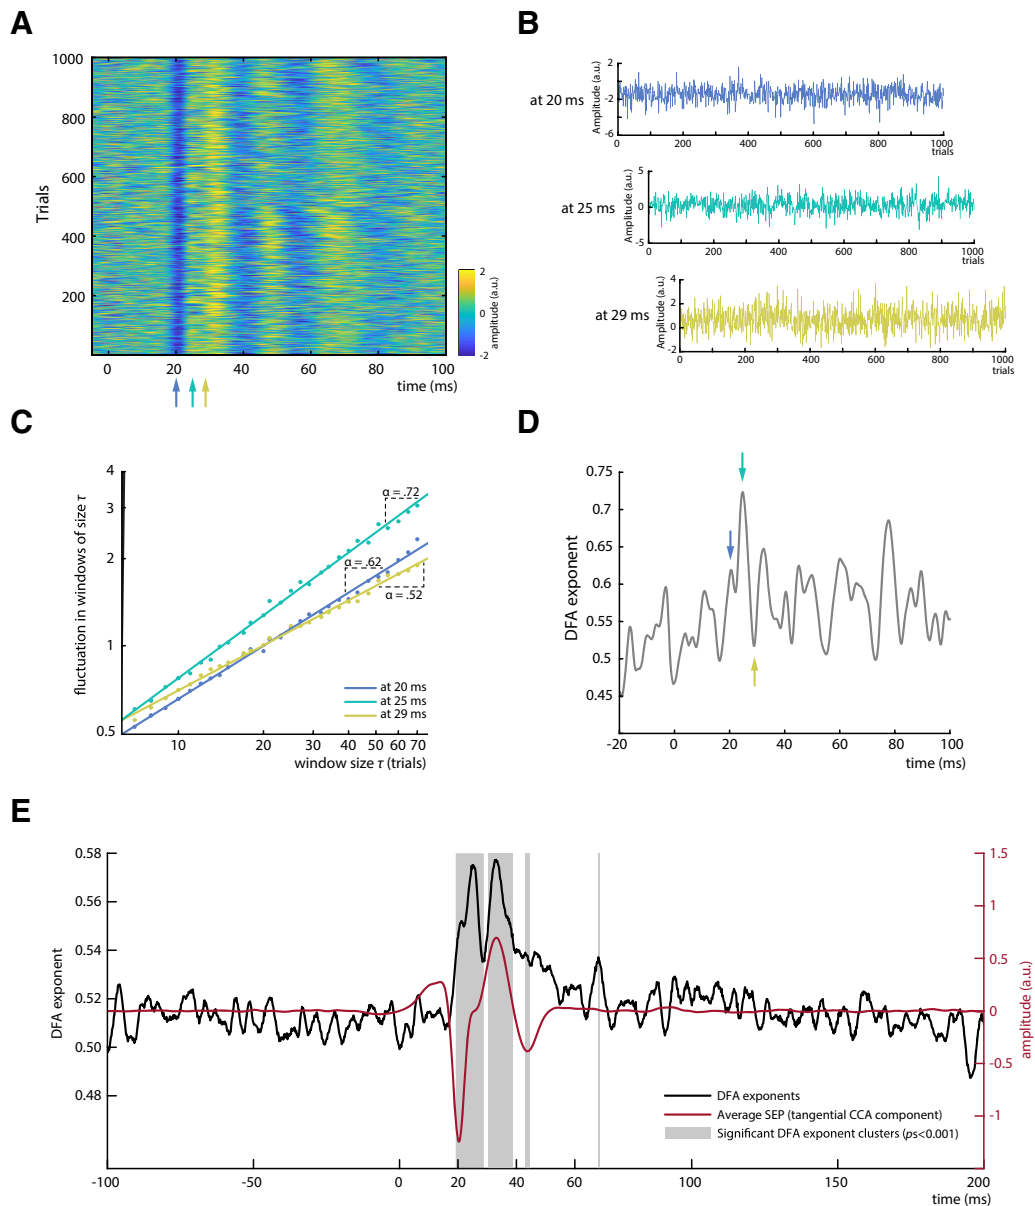 A
1000
800
600
400
200
Trials
0 20 40 60 80 100
time (ms)
2
0
-2
amplitude (a.u.)
B
at 20 ms
Amplitude (a.u.)
2
-2
-6
0 200 400 600 800 1000
trials
at 25 ms
Amplitude (a.u.)
5
0
-5
0 200 400 600 800 1000
trials
at 29 ms
Amplitude (a.u.)
4
2
0
-2
0 200 400 600 800 1000
trials
C
fluctuation in windows of size τ
4
3
2
1
0.5
α = .72
α = .62
α = .52
at 20 ms
at 25 ms
at 29 ms
10 20 30 40 50 60 70
window size τ (trials)
D
DFA exponent
0.75
0.7
0.65
0.6
0.55
0.5
0.45
-20 0 20 40 60 80 100
time (ms)
E
DFA exponent
0.58
0.56
0.54
0.52
0.50
0.48
1.5
1
0.5
0
-0.5
-1
amplitude (a.u.)
DFA exponents
Average SEP (tangential CCA component)
Significant DFA exponent clusters (ps<0.001)
-100 -50 0 20 40 60 100 150 200
time (ms)